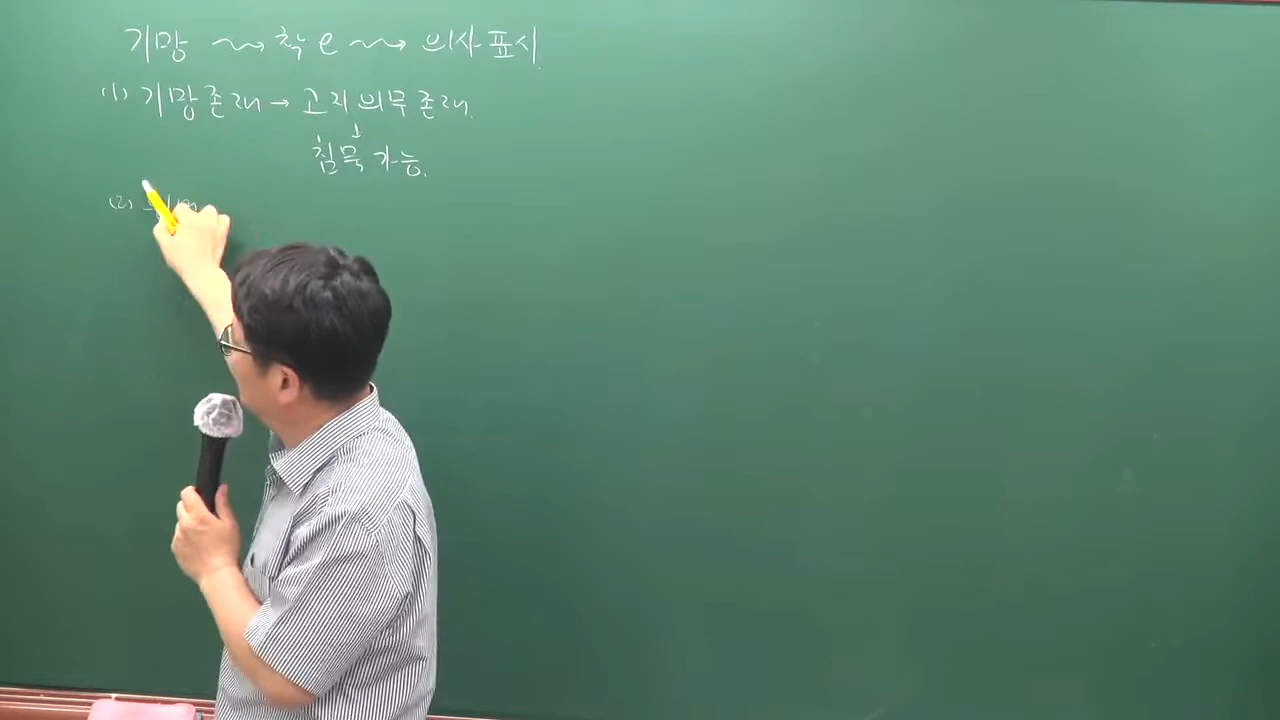 기망 → 착e → 의사표시.
(1) 기망존재 → 고지의무존재.
↓
침묵 가능.
(2)